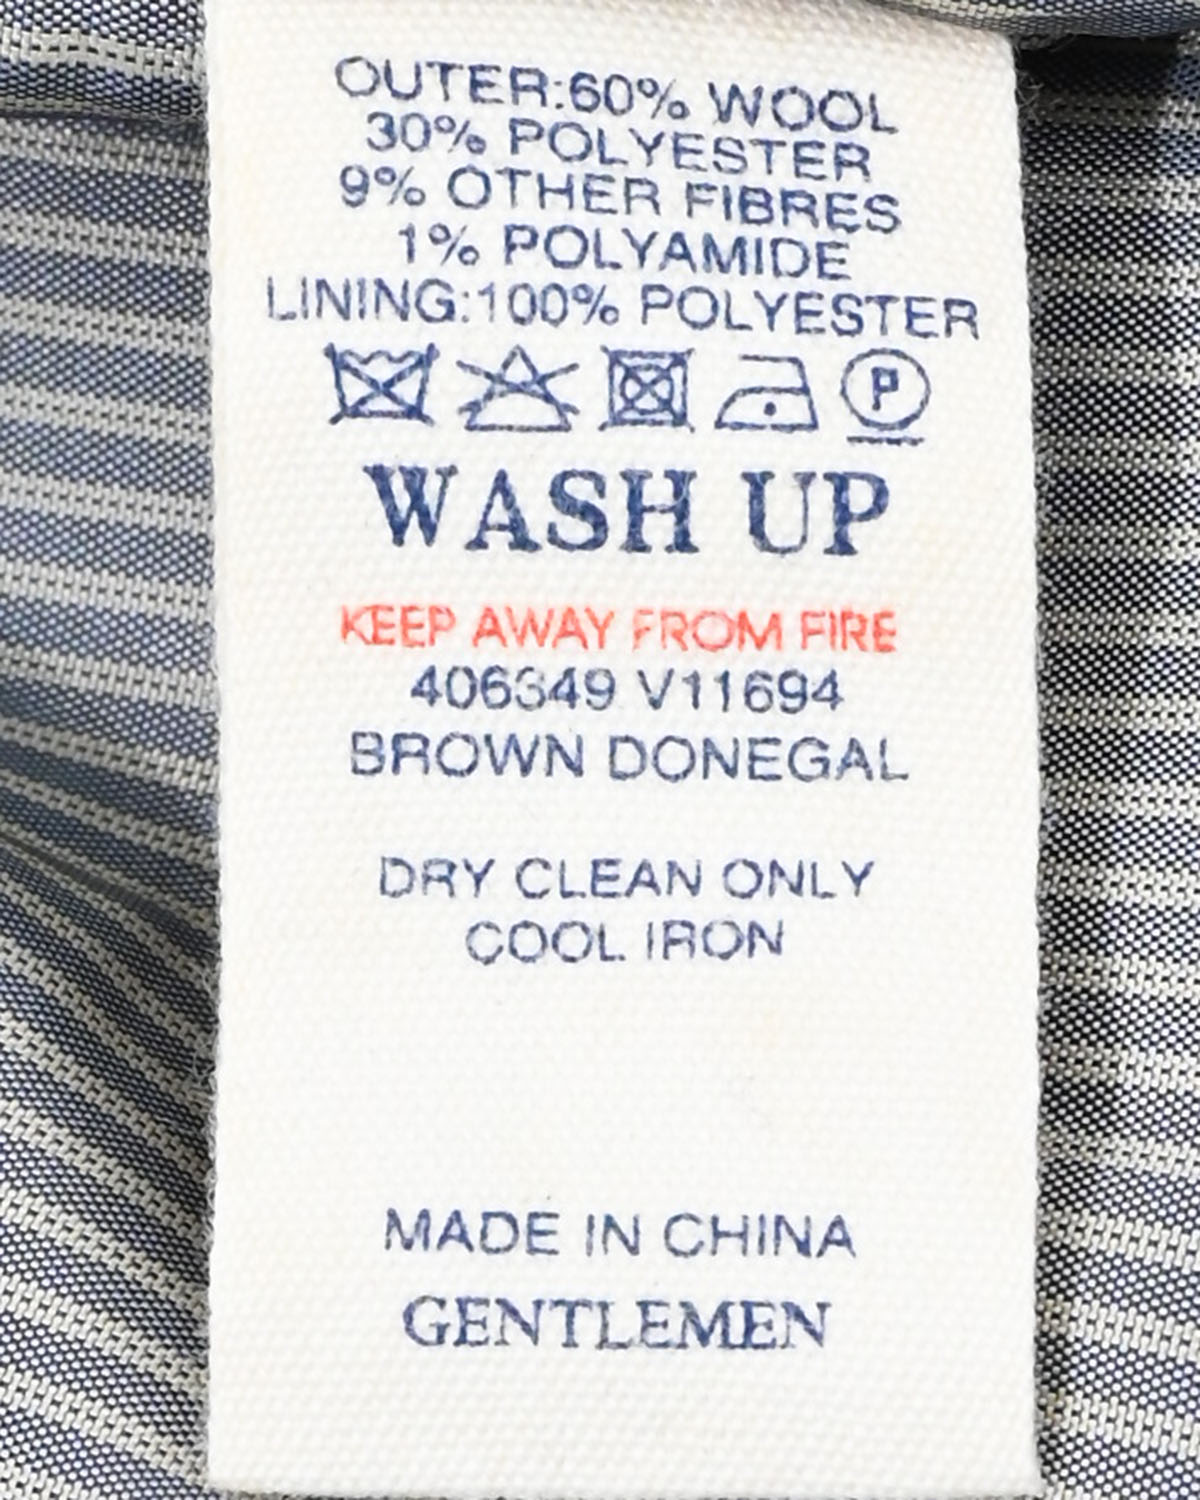 OUTER:60% WOOL
30% POLYESTER
9% OTHER FIBRES
1% POLYAMIDE
LINING:100% POLYESTER
P
WASH UP
KEEP AWAY FROM FIRE
406349 V11694
BROWN DONEGAL
DRY CLEAN ONLY
COOL IRON
MADE IN CHINA
GENTLEMEN